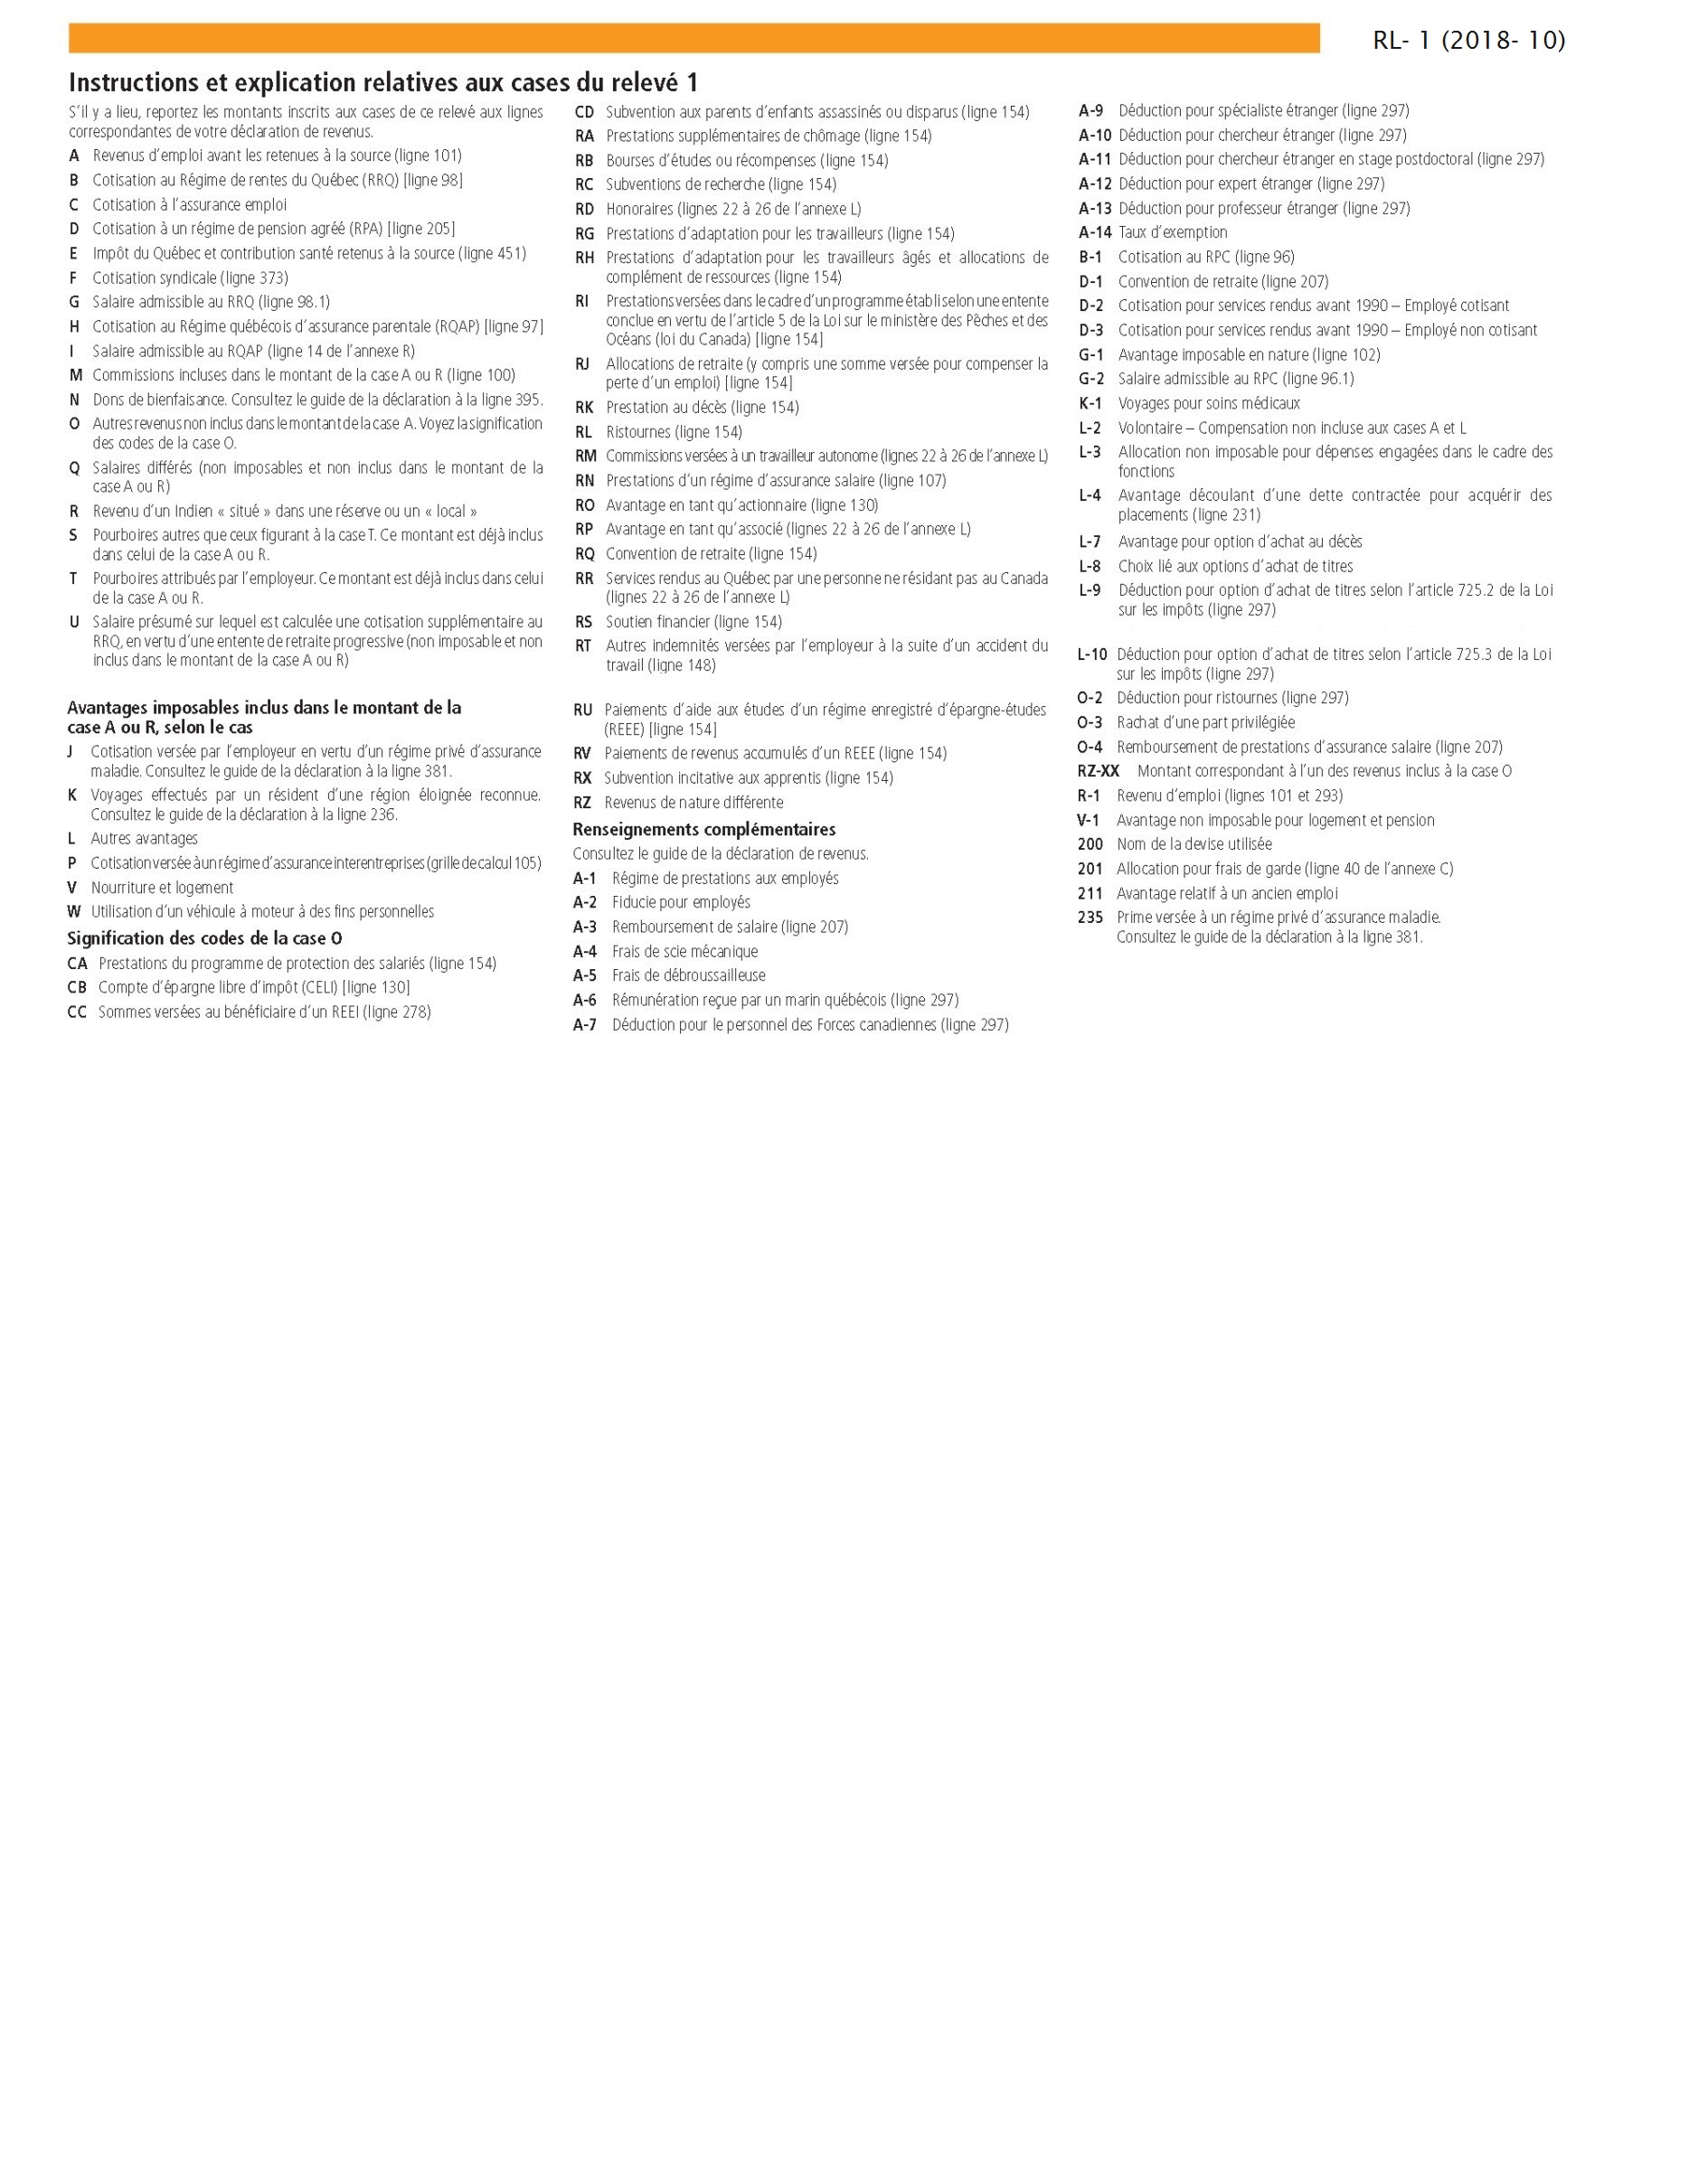 RL- 1 (2018- 10)
Instructions et explication relatives aux cases du relevé 1
S'il y a lieu, reportez les montants inscrits aux cases de ce relevé aux lignes
correspondantes de votre déclaration de revenus.
A Revenus d'emploi avant les retenues à la source (ligne 101)
B Cotisation au Régime de rentes du Québec (RRQ) [ligne 98]
C Cotisation à l'assurance emploi
D Cotisation à un régime de pension agréé (RPA) [ligne 205]
E Impôt du Québec et contribution santé retenus à la source (ligne 451)
F Cotisation syndicale (ligne 373)
G Salaire admissible au RRQ (ligne 98.1)
H Cotisation au Régime québécois d'assurance parentale (RQAP) [ligne 97]
I Salaire admissible au RQAP (ligne 14 de l'annexe R)
M Commissions incluses dans le montant de la case A ou R (ligne 100)
N Dons de bienfaisance. Consultez le guide de la déclaration à la ligne 395.
O Autres revenus non inclus dans le montant de la case A. Voyez la signification
des codes de la case O.
Q Salaires différés (non imposables et non inclus dans le montant de la
case A ou R)
R Revenu d'un Indien « situé » dans une réserve ou un « local »
S Pourboires autres que ceux figurant à la case T. Ce montant est déjà inclus
dans celui de la case A ou R.
T Pourboires attribués par l'employeur. Ce montant est déjà inclus dans celui
de la case A ou R.
U Salaire présumé sur lequel est calculée une cotisation supplémentaire au
RRQ, en vertu d'une entente de retraite progressive (non imposable et non
inclus dans le montant de la case A ou R)
Avantages imposables inclus dans le montant de la
case A ou R, selon le cas
J Cotisation versée par l'employeur en vertu d'un régime privé d'assurance
maladie. Consultez le guide de la déclaration à la ligne 381.
K Voyages effectués par un résident d'une région éloignée reconnue.
Consultez le guide de la déclaration à la ligne 236.
L Autres avantages
P Cotisation versée à un régime d'assurance interentreprises (grille de calcul 105)
V Nourriture et logement
W Utilisation d'un véhicule à moteur à des fins personnelles
Signification des codes de la case O
CA Prestations du programme de protection des salariés (ligne 154)
CB Compte d'épargne libre d'impôt (CELI) [ligne 130]
CC Sommes versées au bénéficiaire d'un REEI (ligne 278)
CD Subvention aux parents d'enfants assassinés ou disparus (ligne 154)
RA Prestations supplémentaires de chômage (ligne 154)
RB Bourses d'études ou récompenses (ligne 154)
RC Subventions de recherche (ligne 154)
RD Honoraires (lignes 22 à 26 de l'annexe L)
RG Prestations d'adaptation pour les travailleurs (ligne 154)
RH Prestations d'adaptation pour les travailleurs âgés et allocations de
complément de ressources (ligne 154)
RI Prestations versées dans le cadre d'un programme établi selon une entente
conclue en vertu de l'article 5 de la Loi sur le ministère des Pêches et des
Océans (loi du Canada) [ligne 154]
RJ Allocations de retraite (y compris une somme versée pour compenser la
perte d'un emploi) [ligne 154]
RK Prestation au décès (ligne 154)
RL Ristournes (ligne 154)
RM Commissions versées à un travailleur autonome (lignes 22 à 26 de l'annexe L)
RN Prestations d'un régime d'assurance salaire (ligne 107)
RO Avantage en tant qu'actionnaire (ligne 130)
RP Avantage en tant qu'associé (lignes 22 à 26 de l'annexe L)
RQ Convention de retraite (ligne 154)
RR Services rendus au Québec par une personne ne résidant pas au Canada
(lignes 22 à 26 de l'annexe L)
RS Soutien financier (ligne 154)
RT Autres indemnités versées par l'employeur à la suite d'un accident du
travail (ligne 148)
RU Paiements d'aide aux études d'un régime enregistré d'épargne-études
(REEE) [ligne 154]
RV Paiements de revenus accumulés d'un REEE (ligne 154)
RX Subvention incitative aux apprentis (ligne 154)
RZ Revenus de nature différente
Renseignements complémentaires
Consultez le guide de la déclaration de revenus.
A-1 Régime de prestations aux employés
A-2 Fiducie pour employés
A-3 Remboursement de salaire (ligne 207)
A-4 Frais de scie mécanique
A-5 Frais de débroussailleuse
A-6 Rémunération reçue par un marin québécois (ligne 297)
A-7 Déduction pour le personnel des Forces canadiennes (ligne 297)
A-9 Déduction pour spécialiste étranger (ligne 297)
A-10 Déduction pour chercheur étranger (ligne 297)
A-11 Déduction pour chercheur étranger en stage postdoctoral (ligne 297)
A-12 Déduction pour expert étranger (ligne 297)
A-13 Déduction pour professeur étranger (ligne 297)
A-14 Taux d'exemption
B-1 Cotisation au RPC (ligne 96)
D-1 Convention de retraite (ligne 207)
D-2 Cotisation pour services rendus avant 1990 – Employé cotisant
D-3 Cotisation pour services rendus avant 1990 – Employé non cotisant
G-1 Avantage imposable en nature (ligne 102)
G-2 Salaire admissible au RPC (ligne 96.1)
K-1 Voyages pour soins médicaux
L-2 Volontaire – Compensation non incluse aux cases A et L
L-3 Allocation non imposable pour dépenses engagées dans le cadre des
fonctions
L-4 Avantage découlant d'une dette contractée pour acquérir des
placements (ligne 231)
L-7 Avantage pour option d'achat au décès
L-8 Choix lié aux options d'achat de titres
L-9 Déduction pour option d'achat de titres selon l'article 725.2 de la Loi
sur les impôts (ligne 297)
L-10 Déduction pour option d'achat de titres selon l'article 725.3 de la Loi
sur les impôts (ligne 297)
O-2 Déduction pour ristournes (ligne 297)
O-3 Rachat d'une part privilégiée
O-4 Remboursement de prestations d'assurance salaire (ligne 207)
RZ-XX Montant correspondant à l'un des revenus inclus à la case O
R-1 Revenu d'emploi (lignes 101 et 293)
V-1 Avantage non imposable pour logement et pension
200 Nom de la devise utilisée
201 Allocation pour frais de garde (ligne 40 de l'annexe C)
211 Avantage relatif à un ancien emploi
235 Prime versée à un régime privé d'assurance maladie.
Consultez le guide de la déclaration à la ligne 381.